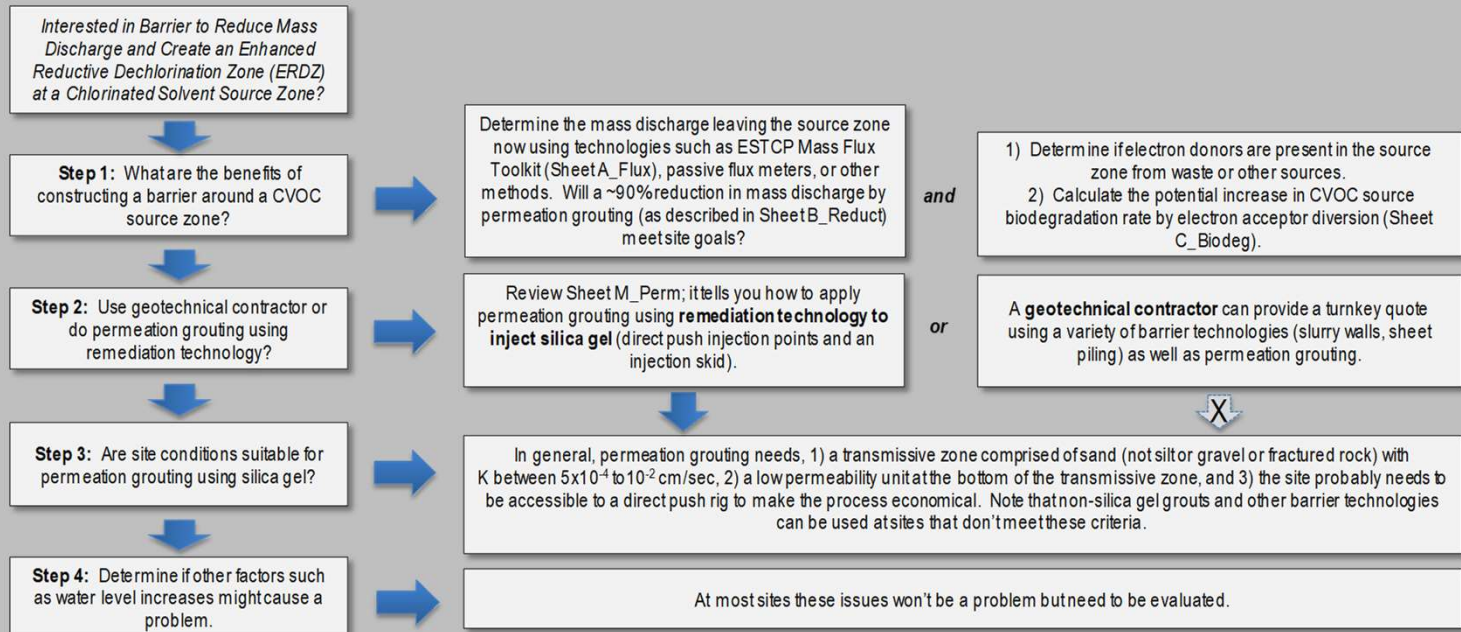 Interested in Barrier to Reduce Mass
Discharge and Create an Enhanced
Reductive Dechlorination Zone (ERDZ)
at a Chlorinated Solvent Source Zone?
Step 1: What are the benefits of
constructing a barrier around a CVOC
source zone?
Determine the mass discharge leaving the source zone
now using technologies such as ESTCP Mass Flux
Toolkit (Sheet A_Flux), passive flux meters, or other
methods. Will a ~90% reduction in mass discharge by
permeation grouting (as described in Sheet B_Reduct)
meet site goals?
and
1) Determine if electron donors are present in the source
zone from waste or other sources.
2) Calculate the potential increase in CVOC source
biodegradation rate by electron acceptor diversion (Sheet
C_Biodeg).
Step 2: Use geotechnical contractor or
do permeation grouting using
remediation technology?
Review Sheet M_Perm; it tells you how to apply
permeation grouting using remediation technology to
inject silica gel (direct push injection points and an
injection skid).
or
A geotechnical contractor can provide a turnkey quote
using a variety of barrier technologies (slurry walls, sheet
piling) as well as permeation grouting.
X
Step 3: Are site conditions suitable for
permeation grouting using silica gel?
In general, permeation grouting needs, 1) a transmissive zone comprised of sand (not silt or gravel or fractured rock) with
K between 5x10⁻⁴ to 10⁻² cm/sec, 2) a low permeability unit at the bottom of the transmissive zone, and 3) the site probably needs to
be accessible to a direct push rig to make the process economical. Note that non-silica gel grouts and other barrier technologies
can be used at sites that don't meet these criteria.
Step 4: Determine if other factors such
as water level increases might cause a
problem.
At most sites these issues won't be a problem but need to be evaluated.